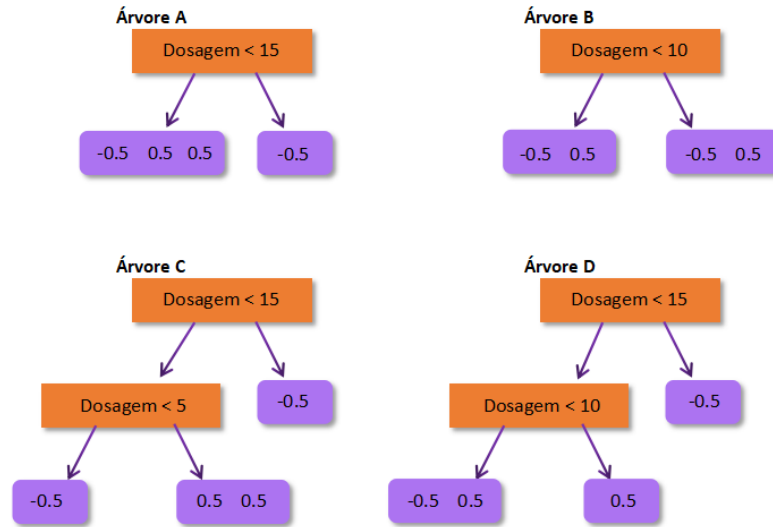 Árvore A
Dosagem < 15
-0.5 0.5 0.5
-0.5
Árvore B
Dosagem < 10
-0.5 0.5
-0.5 0.5
Árvore C
Dosagem < 15
Dosagem < 5
-0.5
-0.5
0.5 0.5
Árvore D
Dosagem < 15
Dosagem < 10
-0.5
-0.5 0.5
0.5